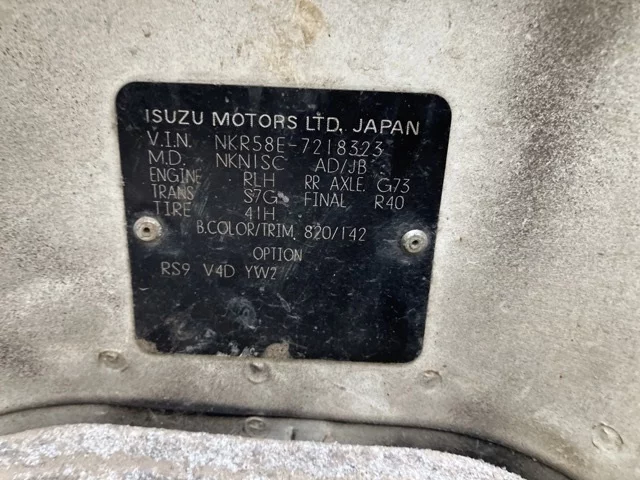 ISUZU MOTORS LTD. JAPAN
V.I.N. NKR58E-7218323
M.D. NKN1SC AD/JB
ENGINE RLH RR AXLE. G73
TRANS S7G FINAL R40
TIRE 41H
B.COLOR/TRIM. 820/142
OPTION
RS9 V4D YW2